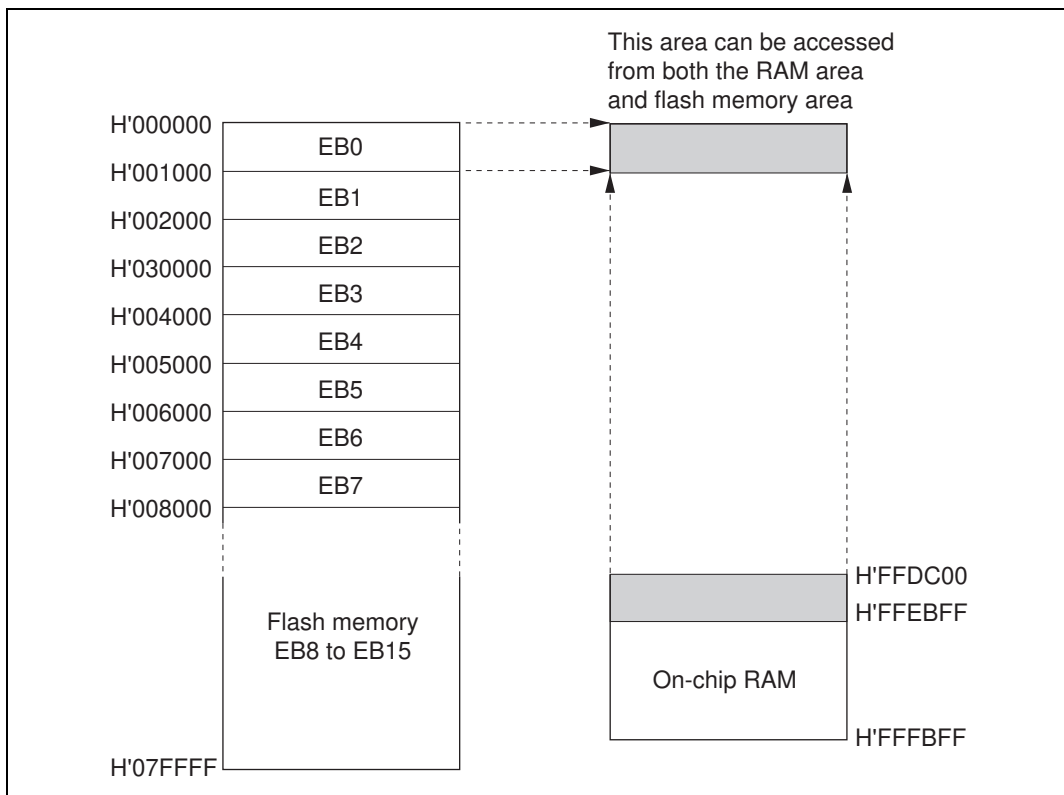 This area can be accessed
from both the RAM area
and flash memory area
H'000000
EB0
H'001000
EB1
H'002000
EB2
H'030000
EB3
H'004000
EB4
H'005000
EB5
H'006000
EB6
H'007000
EB7
H'008000
Flash memory
EB8 to EB15
H'07FFFF
H'FFDC00
H'FFEBFF
On-chip RAM
H'FFFBFF